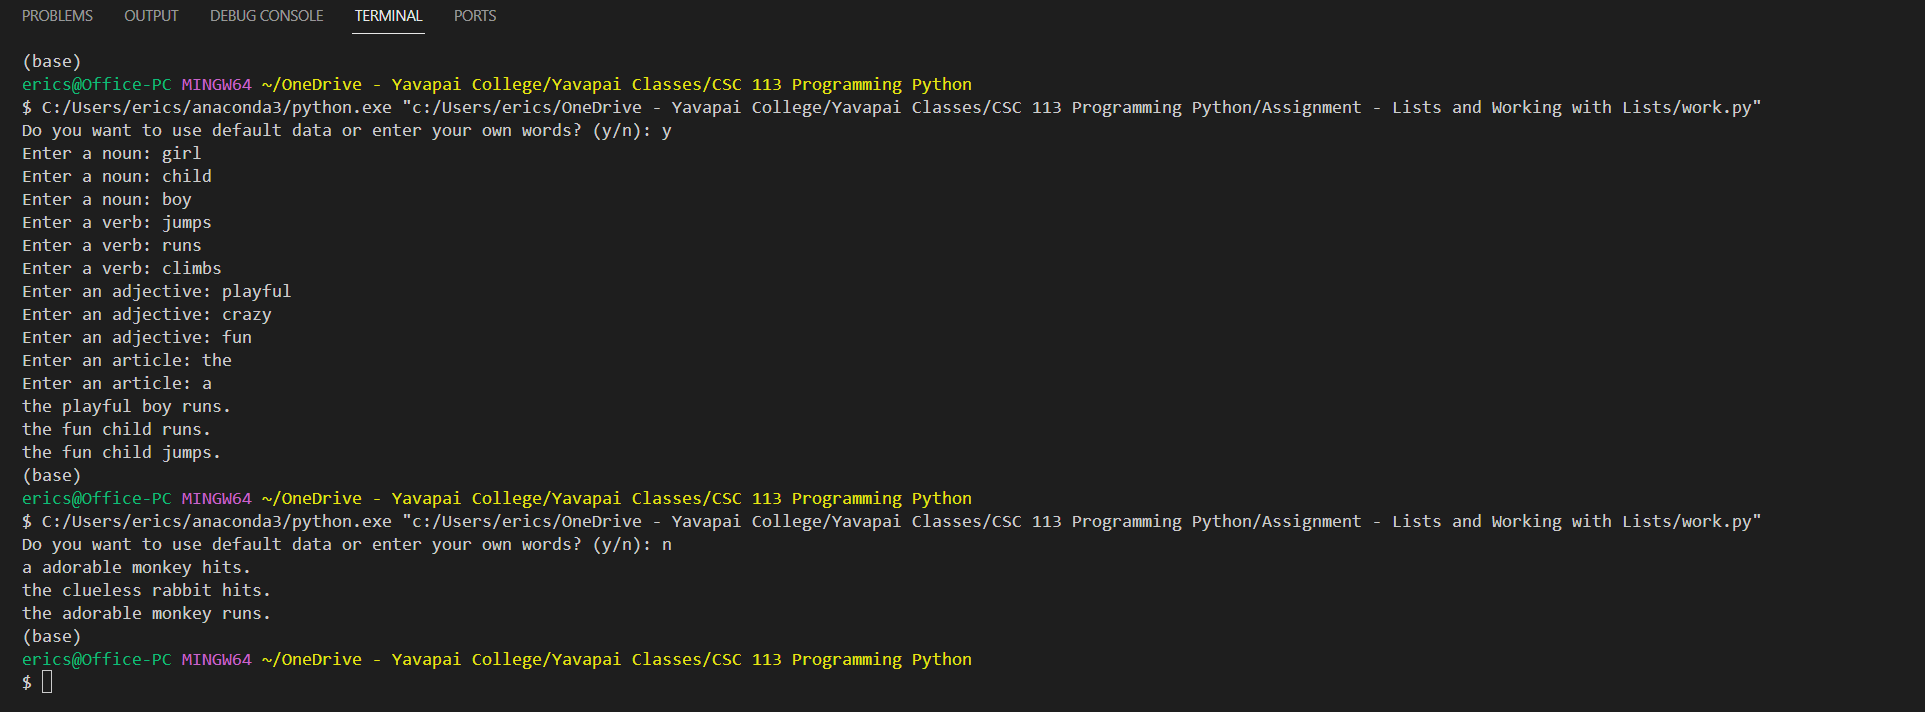 PROBLEMS OUTPUT DEBUG CONSOLE TERMINAL PORTS
(base)
erics@Office-PC MINGW64 ~/OneDrive - Yavapai College/Yavapai Classes/CSC 113 Programming Python
$ C:/Users/erics/anaconda3/python.exe "c:/Users/erics/OneDrive - Yavapai College/Yavapai Classes/CSC 113 Programming Python/Assignment - Lists and Working with Lists/work.py"
Do you want to use default data or enter your own words? (y/n): y
Enter a noun: girl
Enter a noun: child
Enter a noun: boy
Enter a verb: jumps
Enter a verb: runs
Enter a verb: climbs
Enter an adjective: playful
Enter an adjective: crazy
Enter an adjective: fun
Enter an article: the
Enter an article: a
the playful boy runs.
the fun child runs.
the fun child jumps.
(base)
erics@Office-PC MINGW64 ~/OneDrive - Yavapai College/Yavapai Classes/CSC 113 Programming Python
$ C:/Users/erics/anaconda3/python.exe "c:/Users/erics/OneDrive - Yavapai College/Yavapai Classes/CSC 113 Programming Python/Assignment - Lists and Working with Lists/work.py"
Do you want to use default data or enter your own words? (y/n): n
a adorable monkey hits.
the clueless rabbit hits.
the adorable monkey runs.
(base)
erics@Office-PC MINGW64 ~/OneDrive - Yavapai College/Yavapai Classes/CSC 113 Programming Python
$